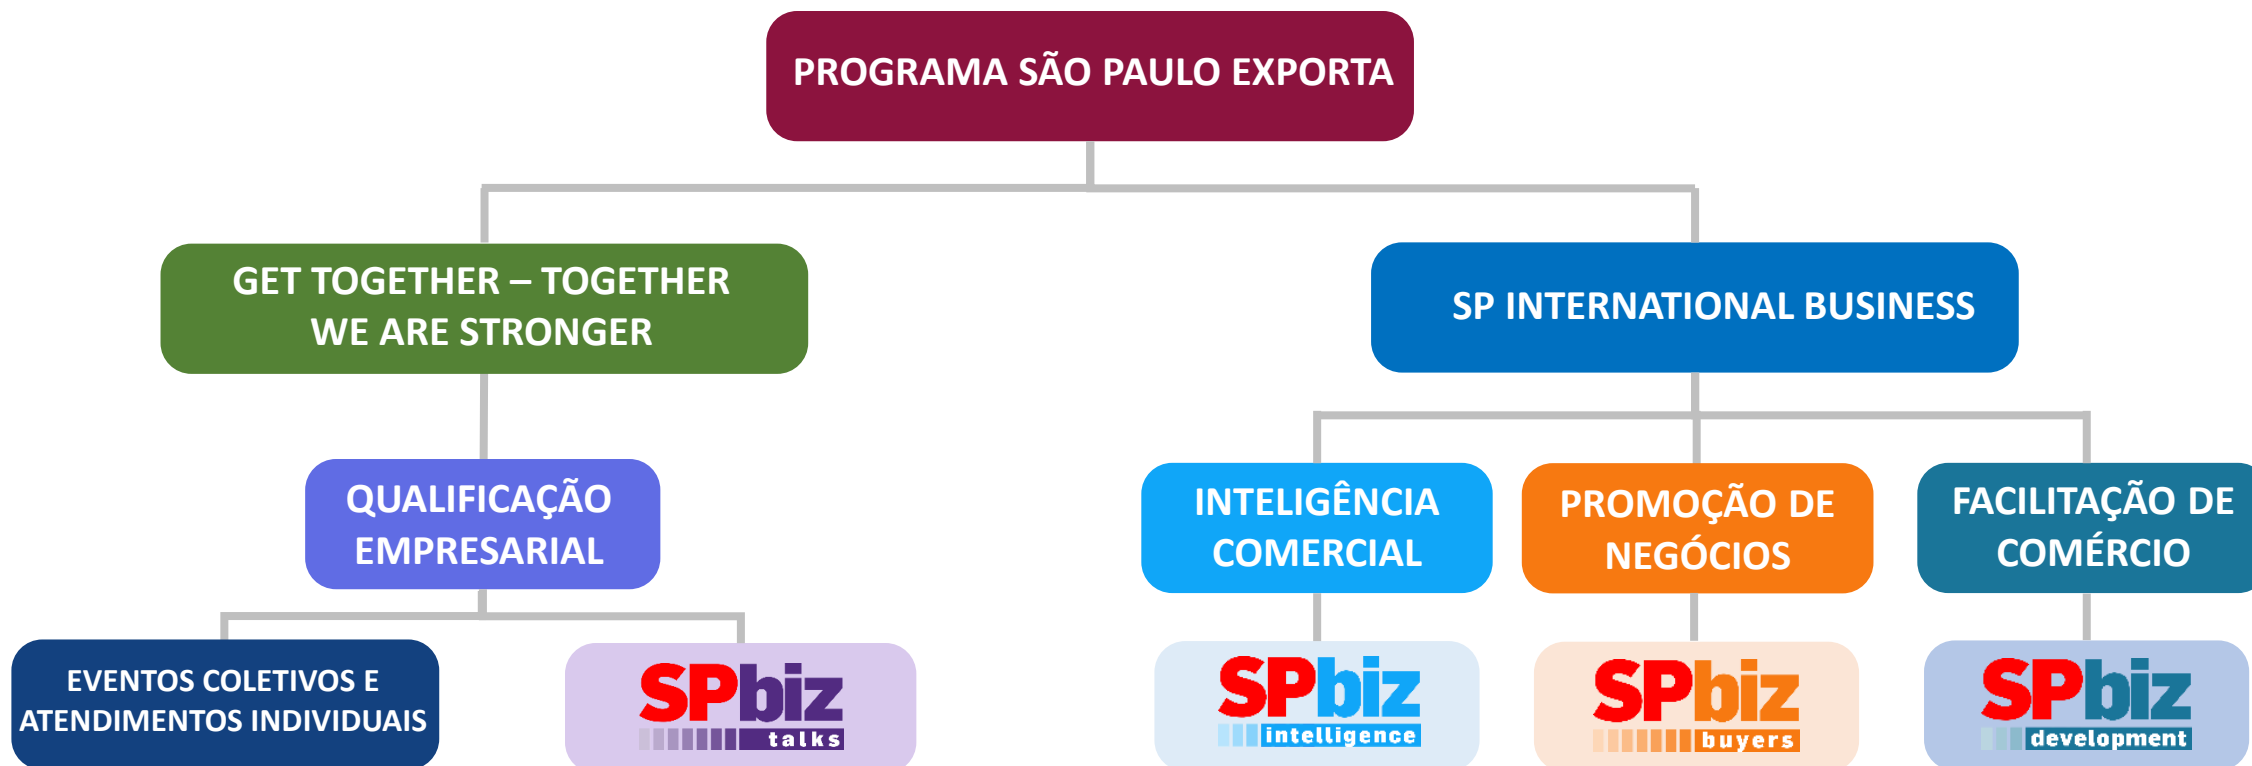 PROGRAMA SÃO PAULO EXPORTA
GET TOGETHER – TOGETHER
WE ARE STRONGER
SP INTERNATIONAL BUSINESS
QUALIFICAÇÃO
EMPRESARIAL
INTELIGÊNCIA
COMERCIAL
PROMOÇÃO DE
NEGÓCIOS
FACILITAÇÃO DE
COMÉRCIO
EVENTOS COLETIVOS E
ATENDIMENTOS INDIVIDUAIS
SPbiz
talks
SPbiz
intelligence
SPbiz
buyers
SPbiz
development